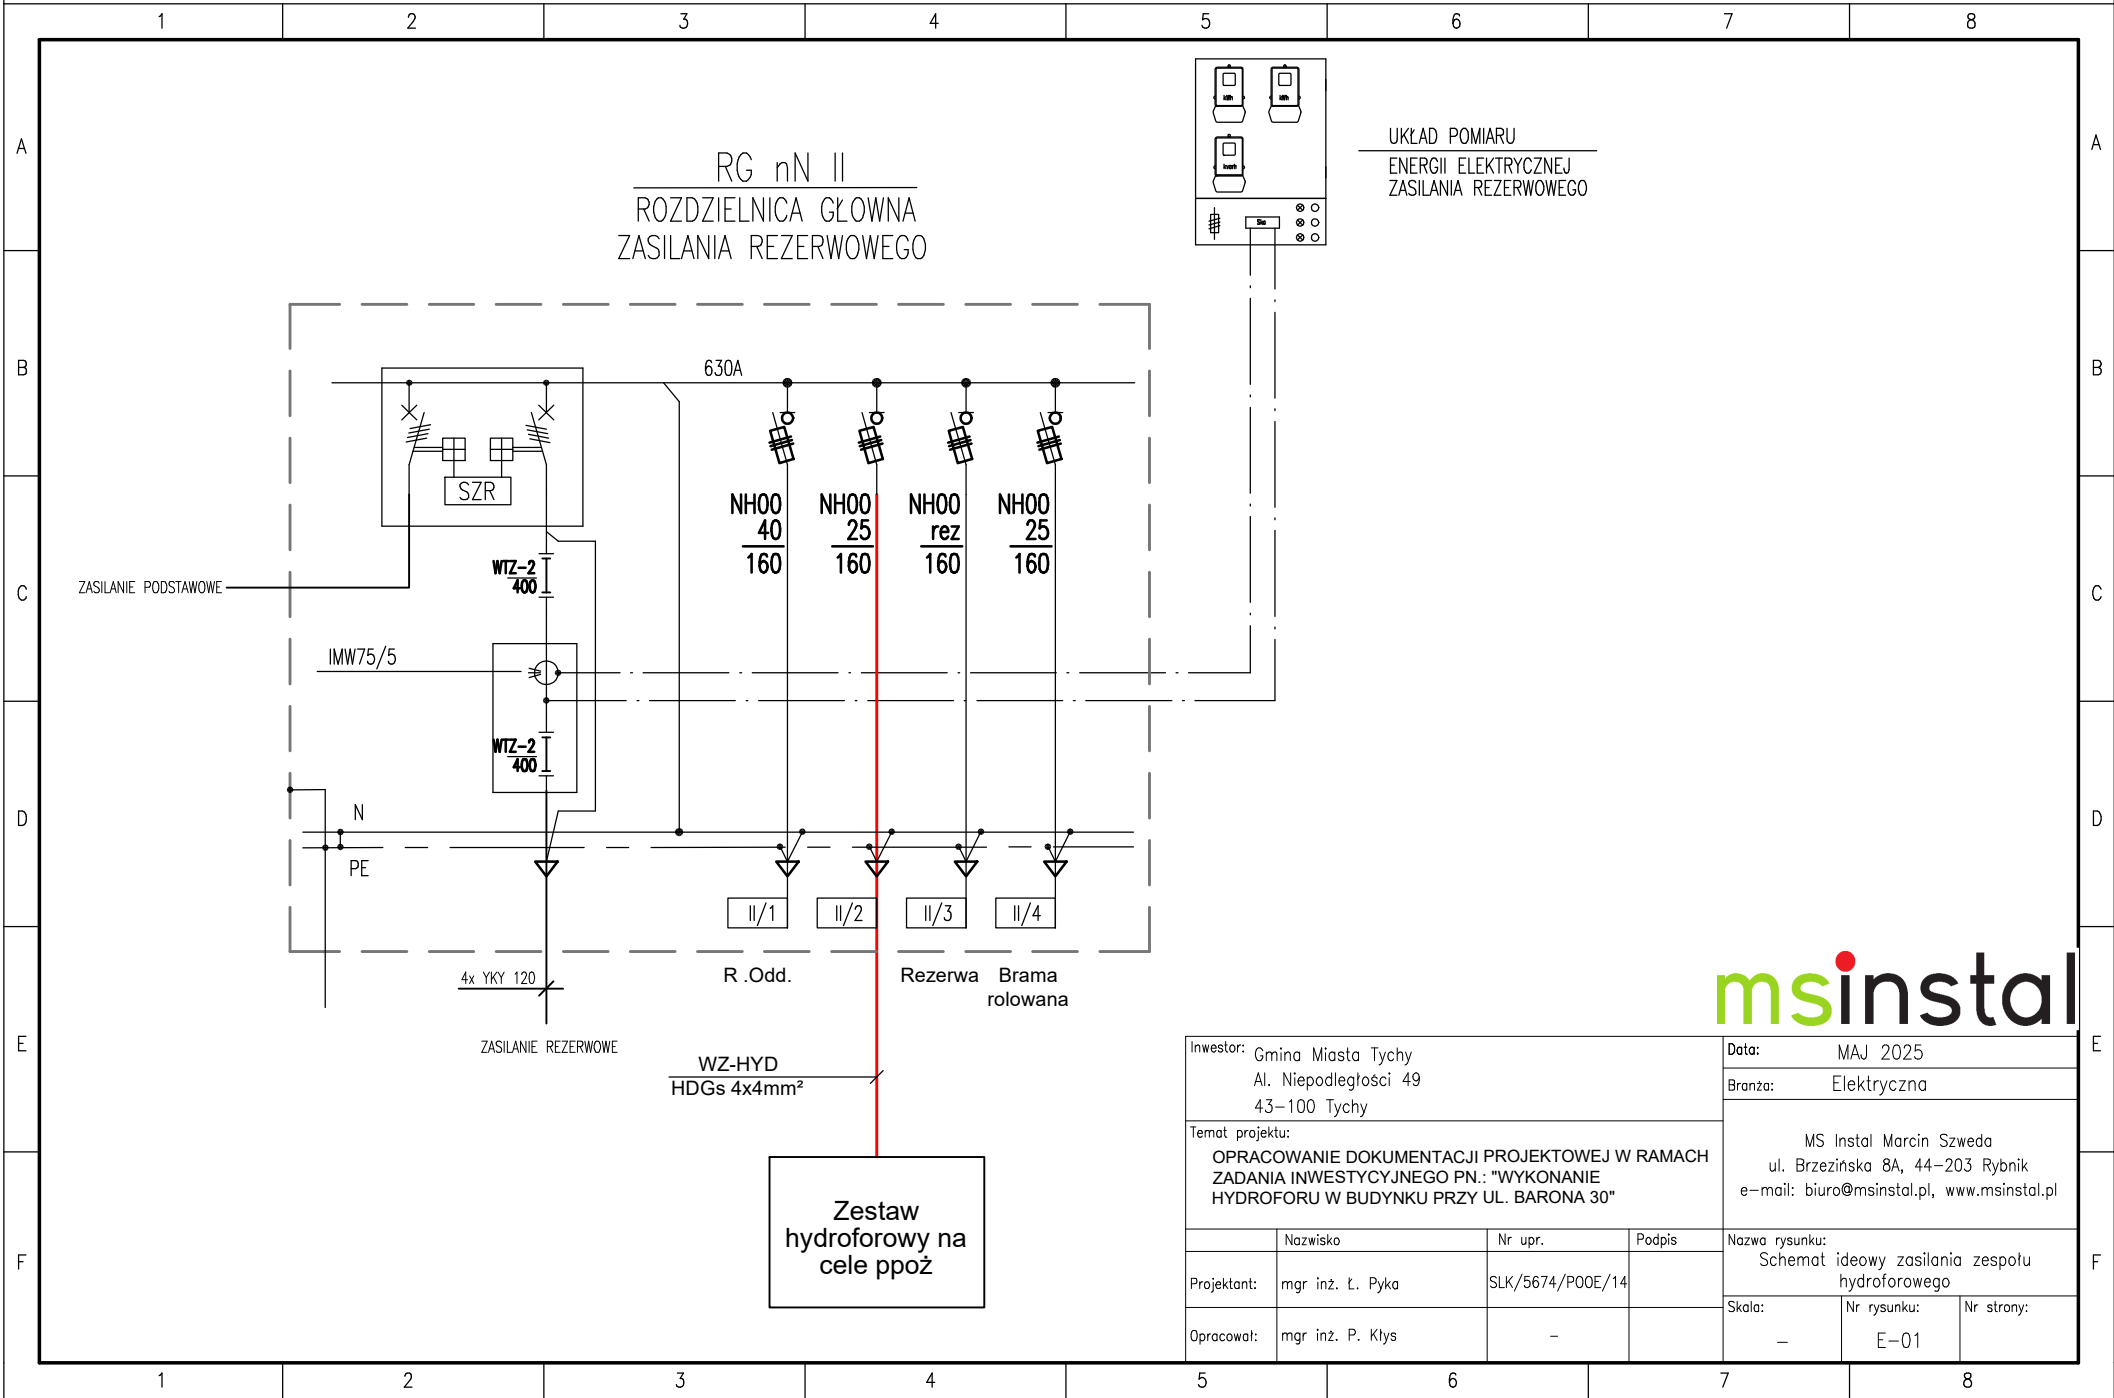 1 2 3 4 5 6 7 8
A A
B B
C C
D D
E E
F F
RG nN II
ROZDZIELNICA GŁOWNA
ZASILANIA REZERWOWEGO
kWh kWh
kvarh
Ska
UKŁAD POMIARU
ENERGII ELEKTRYCZNEJ
ZASILANIA REZERWOWEGO
630A
SZR
NH00 NH00 NH00 NH00
40 25 rez 25
160 160 160 160
WTZ-2
400
ZASILANIE PODSTAWOWE
IMW75/5
WTZ-2
400
N
PE
II/1 II/2 II/3 II/4
R .Odd. Rezerwa Brama
rolowana
4x YKY 120
ZASILANIE REZERWOWE
WZ-HYD
HDGs 4x4mm²
Zestaw
hydroforowy na
cele ppoż
msinstal
Inwestor: Gmina Miasta Tychy
Al. Niepodległości 49
43-100 Tychy
Data: MAJ 2025
Branża: Elektryczna
Temat projektu:
OPRACOWANIE DOKUMENTACJI PROJEKTOWEJ W RAMACH
ZADANIA INWESTYCYJNEGO PN.: "WYKONANIE
HYDROFORU W BUDYNKU PRZY UL. BARONA 30"
MS Instal Marcin Szweda
ul. Brzezińska 8A, 44-203 Rybnik
e-mail: biuro@msinstal.pl, www.msinstal.pl
Nazwisko Nr upr. Podpis
Projektant: mgr inż. Ł. Pyka SLK/5674/POOE/14
Opracował: mgr inż. P. Kłys -
Nazwa rysunku:
Schemat ideowy zasilania zespołu
hydroforowego
Skala: Nr rysunku: Nr strony:
- E-01
1 2 3 4 5 6 7 8